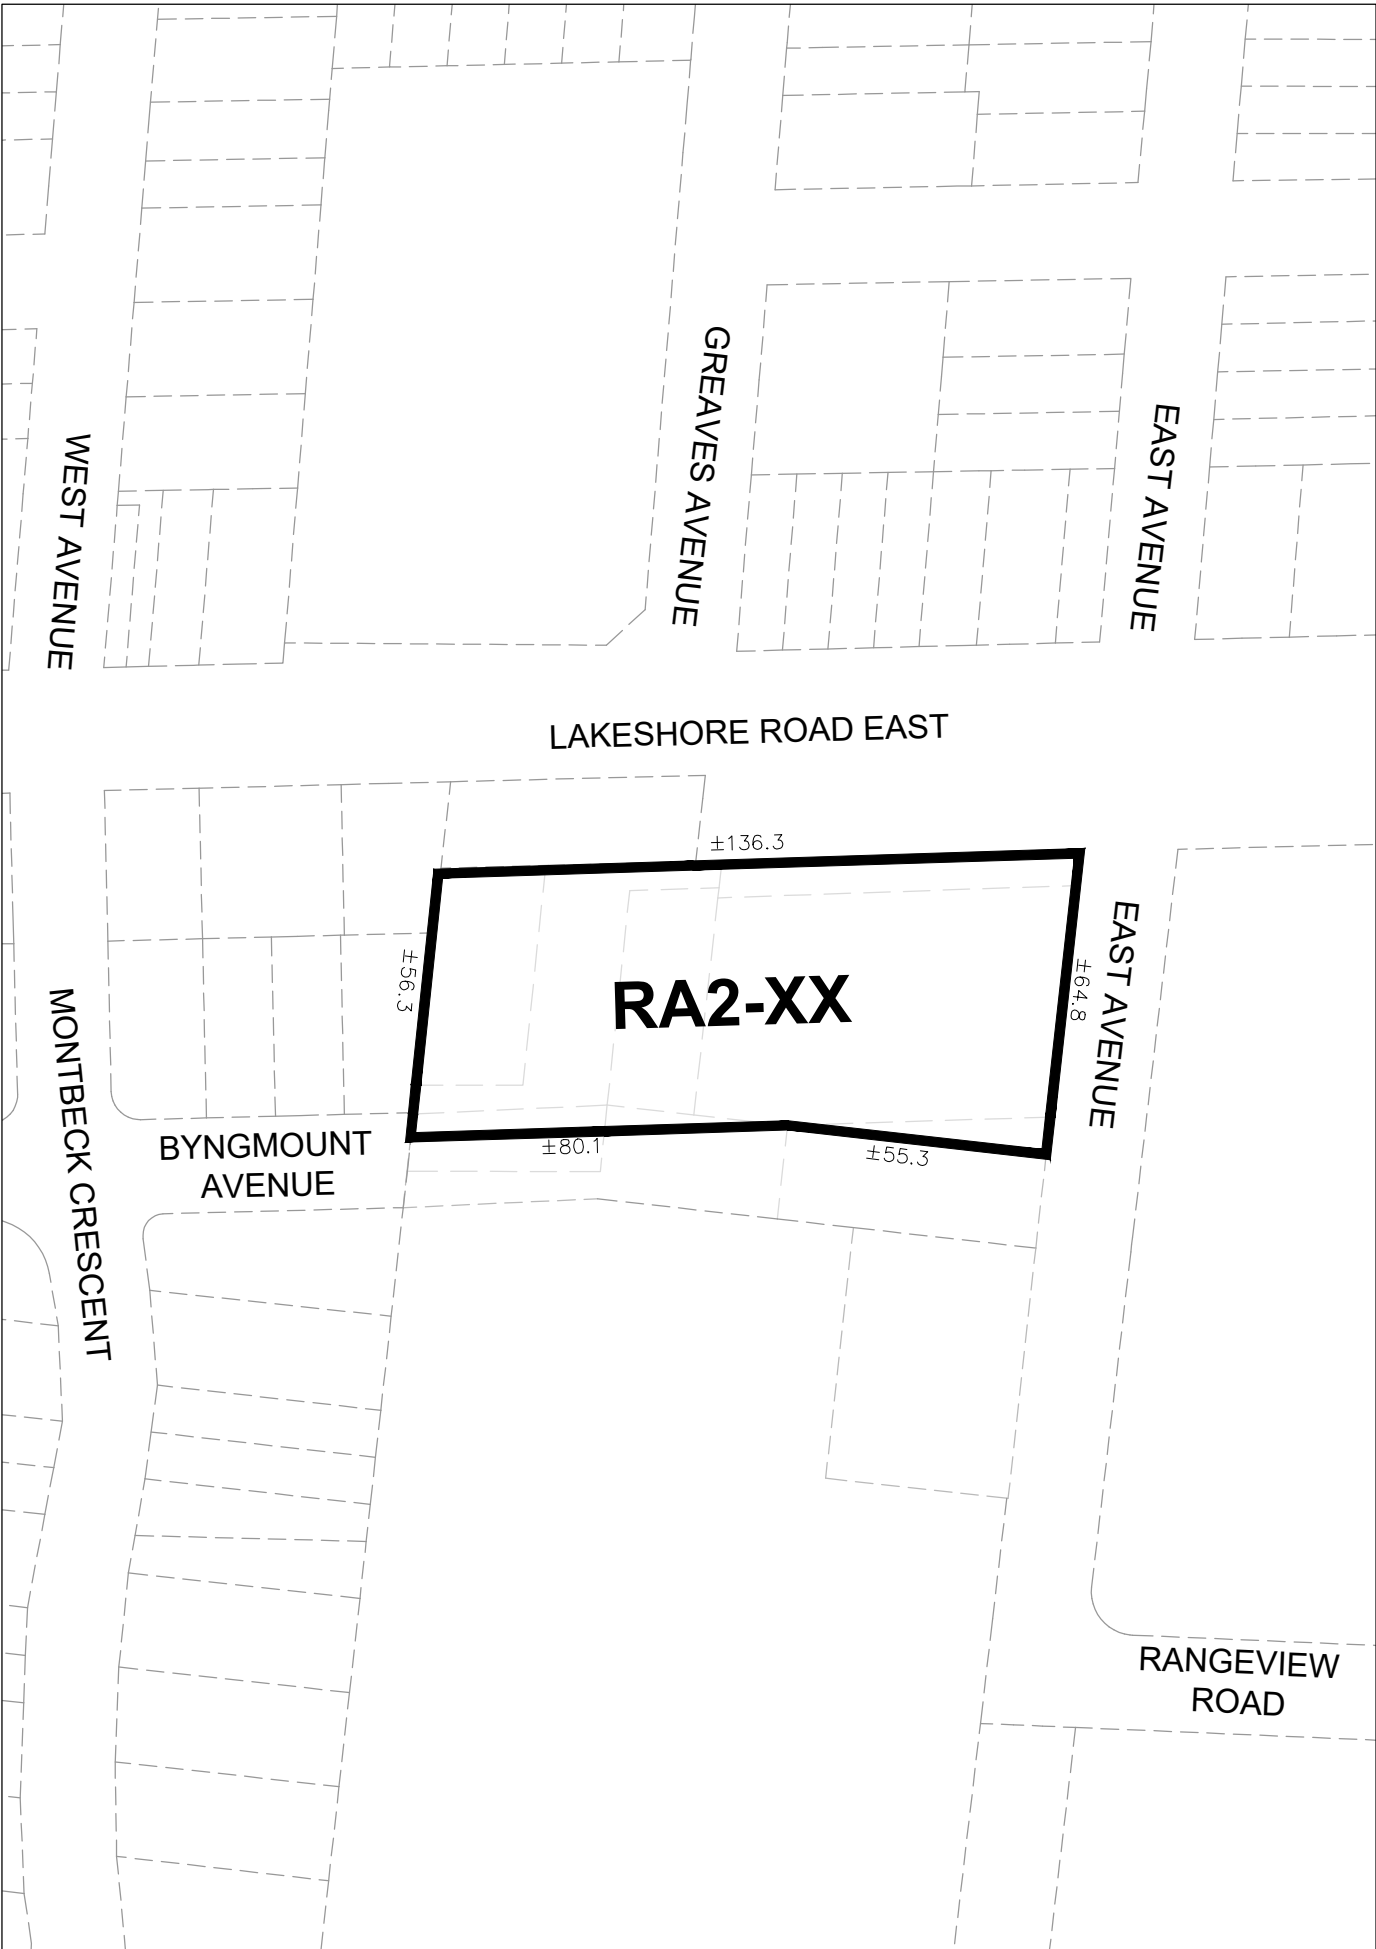 GREAVES AVENUE
EAST AVENUE
WEST AVENUE
LAKESHORE ROAD EAST
±136.3
±56.3
RA2-XX
±64.8
EAST AVENUE
MONTBECK CRESCENT
BYNGMOUNT
AVENUE
±80.1
±55.3
RANGEVIEW
ROAD